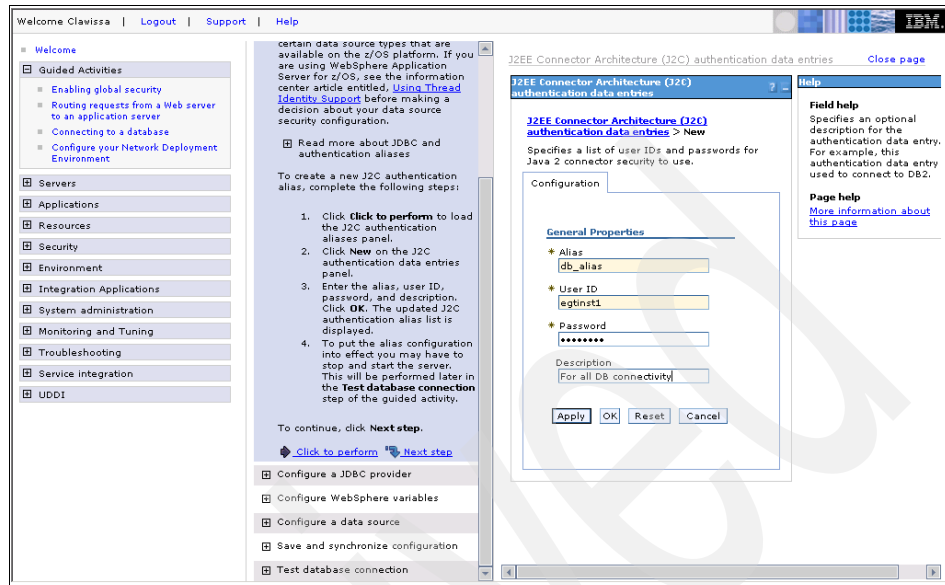 Welcome Clavissa | Logout | Support | Help
IBM.
Welcome
Guided Activities
Enabling global security
Routing requests from a Web server
to an application server
Connecting to a database
Configure your Network Deployment
Environment
Servers
Applications
Resources
Security
Environment
Integration Applications
System administration
Monitoring and Tuning
Troubleshooting
Service integration
UDDI
certain data source types that are
available on the z/OS platform. If you
are using WebSphere Application
Server for z/OS, see the information
center article entitled, Using Thread
Identity Support before making a
decision about your data source
security configuration.
Read more about JDBC and
authentication aliases
To create a new J2C authentication
alias, complete the following steps:
1. Click Click to perform to load
the J2C authentication
aliases panel.
2. Click New on the J2C
authentication data entries
panel.
3. Enter the alias, user ID,
password, and description.
Click OK. The updated J2C
authentication alias list is
displayed.
4. To put the alias configuration
into effect you may have to
stop and start the server.
This will be performed later in
the Test database connection
step of the guided activity.
To continue, click Next step.
Click to perform Next step
Configure a JDBC provider
Configure WebSphere variables
Configure a data source
Save and synchronize configuration
Test database connection
J2EE Connector Architecture (J2C) authentication data entries Close page
J2EE Connector Architecture (J2C)
authentication data entries
? _
J2EE Connector Architecture (J2C)
authentication data entries > New
Specifies a list of user IDs and passwords for
Java 2 connector security to use.
Configuration
General Properties
* Alias
db_alias
* User ID
egtinst1
* Password
••••••••
Description
For all DB connectivity
Apply OK Reset Cancel
Help
Field help
Specifies an optional
description for the
authentication data entry.
For example, this
authentication data entry
used to connect to DB2.
Page help
More information about
this page